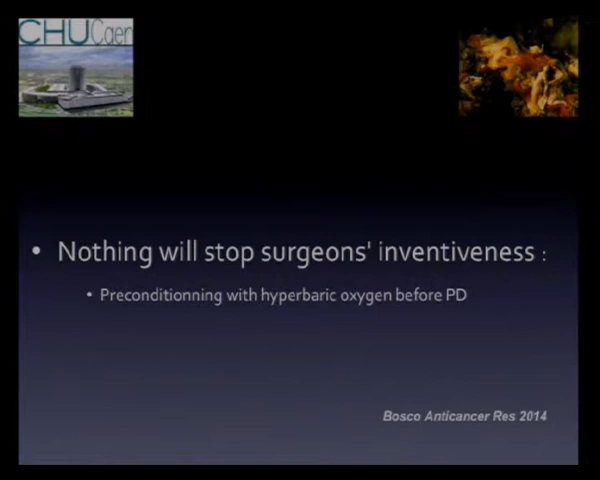 CHUCaen
• Nothing will stop surgeons' inventiveness :
• Preconditionning with hyperbaric oxygen before PD
Bosco Anticancer Res 2014